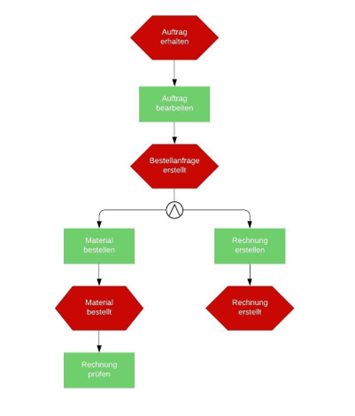 Auftrag
erhalten
Auftrag
bearbeiten
Bestellanfrage
erstellt
Material
bestellen
Rechnung
erstellen
Material
bestellt
Rechnung
erstellt
Rechnung
prüfen